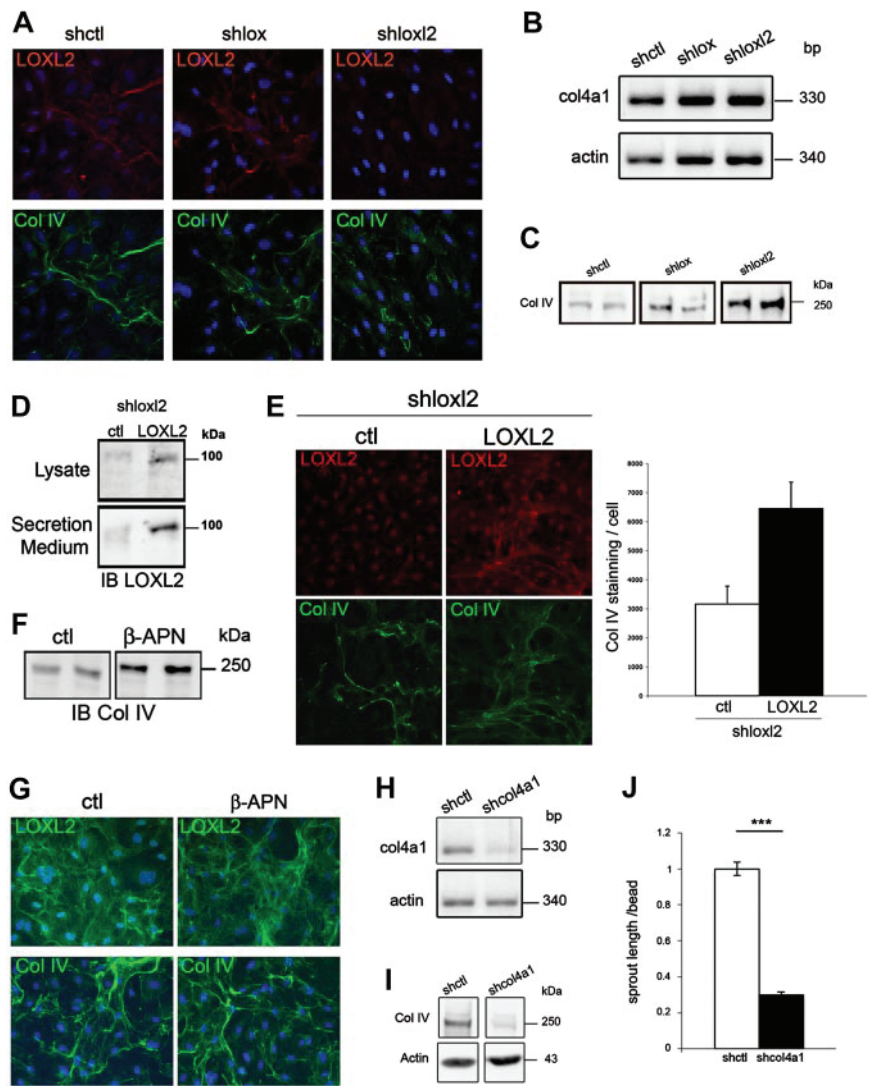 A
shctl shlox shloxl2
LOXL2 LOXL2 LOXL2
Col IV Col IV Col IV
B
shctl shlox shloxl2 bp
col4a1 330
actin 340
C
shctl shlox shloxl2 kDa
Col IV 250
D
shloxl2
ctl LOXL2 kDa
Lysate 100
Secretion 100
Medium
IB LOXL2
E
shloxl2
ctl LOXL2
LOXL2 LOXL2
Col IV Col IV
Col IV stainning / cell
8000
7000
6000
5000
4000
3000
2000
1000
0
ctl LOXL2
shloxl2
F
ctl β-APN kDa
250
IB Col IV
G
ctl β-APN
LOXL2 LOXL2
Col IV Col IV
H
shctl shcol4a1 bp
col4a1 330
actin 340
I
shctl shcol4a1 kDa
Col IV 250
Actin 43
J
***
sprout length /bead
1.2
1
0.8
0.6
0.4
0.2
0
shctl shcol4a1